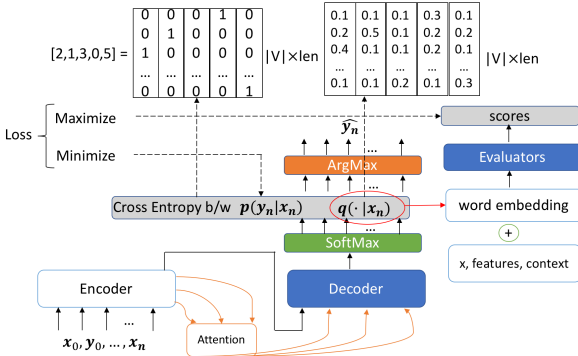 0 0 0 1 0
0 1 0 0 0
1 0 0 0 0
... ... ... ... ...
0 0 0 0 1
[2,1,3,0,5] =
|V|×len
0.1 0.1 0.1 0.3 0.1
0.2 0.5 0.1 0.2 0.2
0.4 0.1 0.1 0.2 0.1
... ... ... ... ...
0.1 0.1 0.2 0.1 0.3
|V|×len
Loss
Maximize
Minimize
scores
ŷₙ
...
ArgMax
Evaluators
...
Cross Entropy b/w p(yₙ|xₙ)
q(· |xₙ)
word embedding
...
SoftMax
+
x, features, context
Encoder
Decoder
...
Attention
x₀, y₀, ..., xₙ